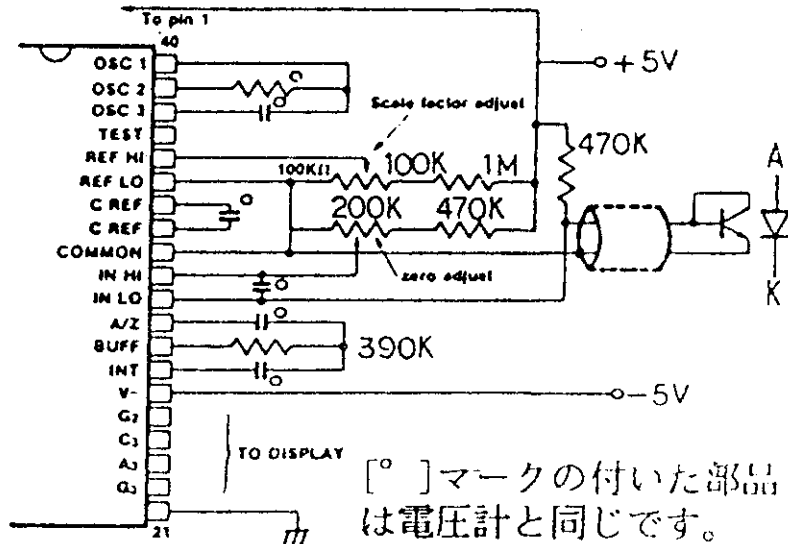 To pin 1
40
OSC 1
OSC 2
OSC 3
TEST
REF HI
REF LO
C REF
C REF
COMMON
IN HI
IN LO
A/Z
BUFF
INT
V-
G2
C3
A3
G3
21
Scale factor adjust
100KΩ
100K
1M
200K
470K
zero adjust
+5V
470K
A
K
390K
-5V
TO DISPLAY
[° ]マークの付いた部品
は電圧計と同じです。